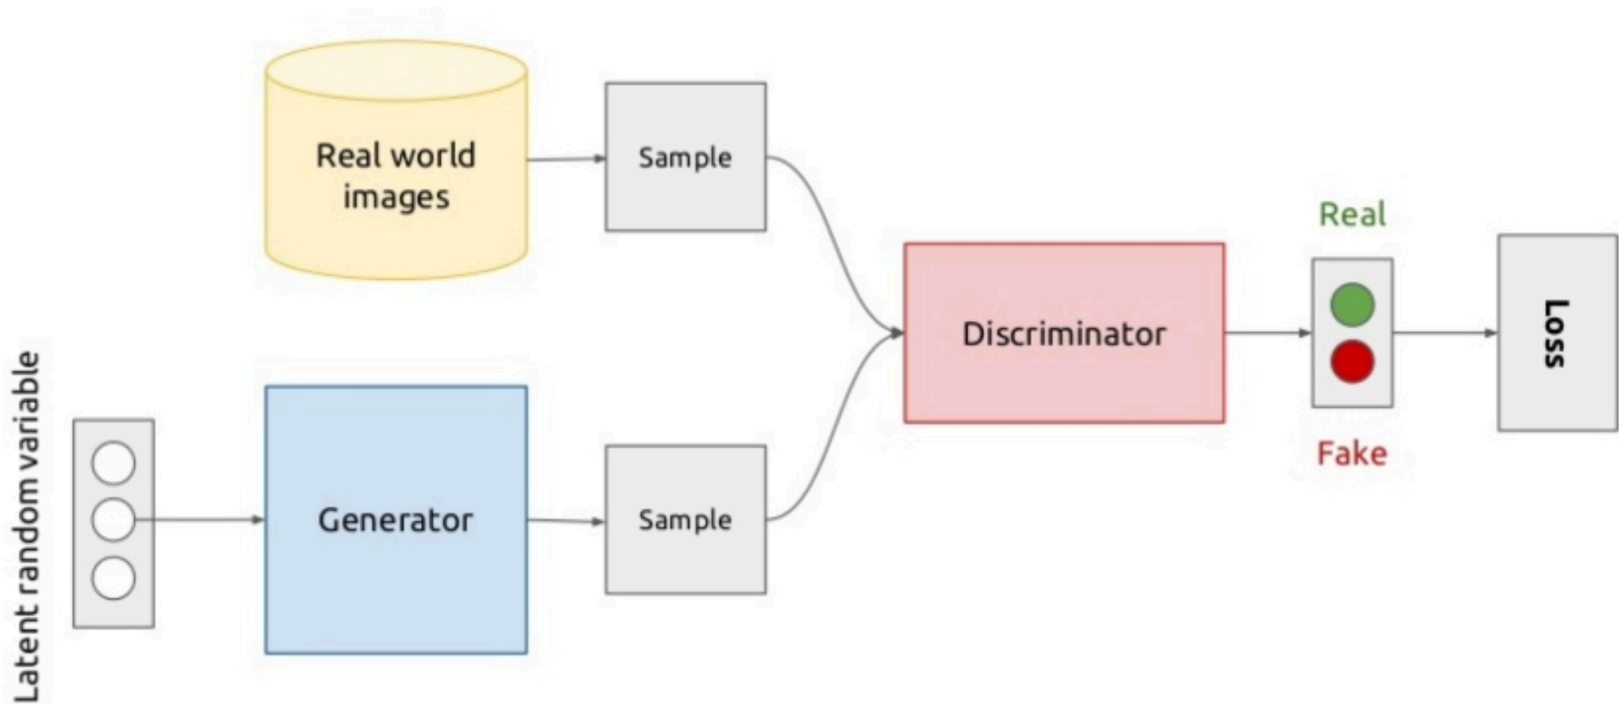 Real world
images
Sample
Real
Discriminator
Loss
Fake
Latent random variable
Generator
Sample